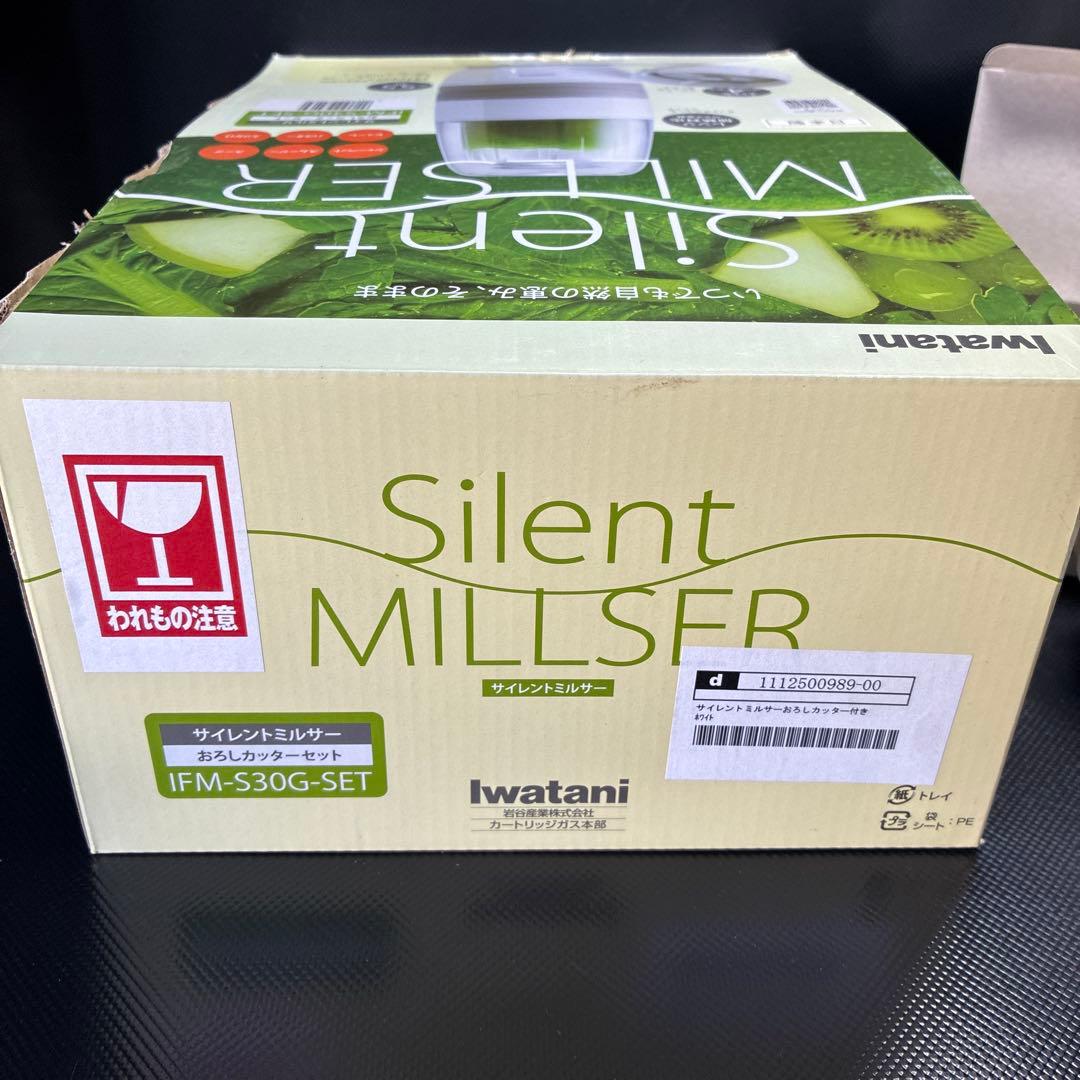 Silent
MILLSER
いつでも自然の恵み、そのまま
Iwatani
われもの注意
Silent
MILLSER
サイレントミルサー
サイレントミルサー
おろしカッターセット
IFM-S30G-SET
d 1112500989-00
サイレントミルサーおろしカッター付き
ホワイト
Iwatani
岩谷産業株式会社
カートリッジガス本部
紙 トレイ
プラ 袋 シート : PE